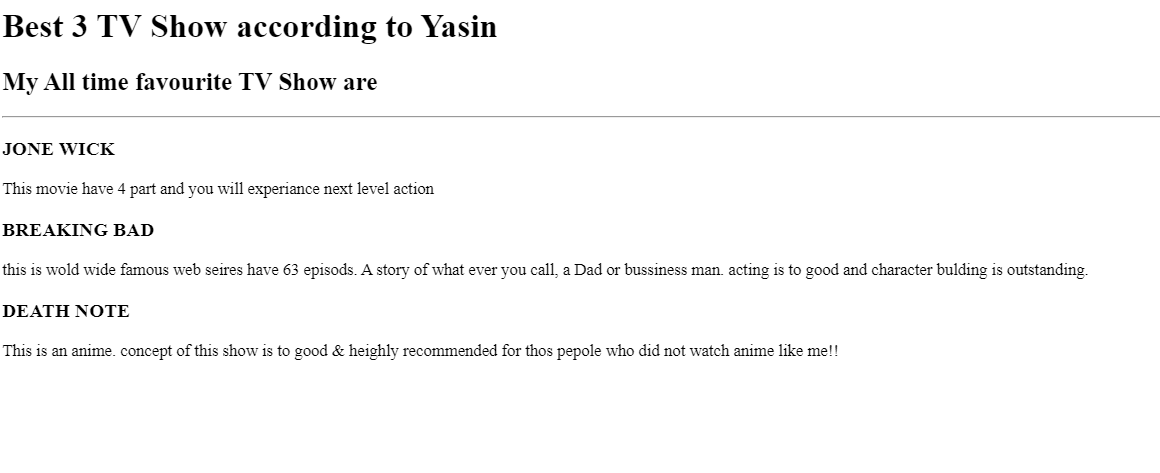 Best 3 TV Show according to Yasin
My All time favourite TV Show are
JONE WICK
This movie have 4 part and you will experiance next level action
BREAKING BAD
this is wold wide famous web seires have 63 episods. A story of what ever you call, a Dad or bussiness man. acting is to good and character bulding is outstanding.
DEATH NOTE
This is an anime. concept of this show is to good & heighly recommended for thos pepole who did not watch anime like me!!